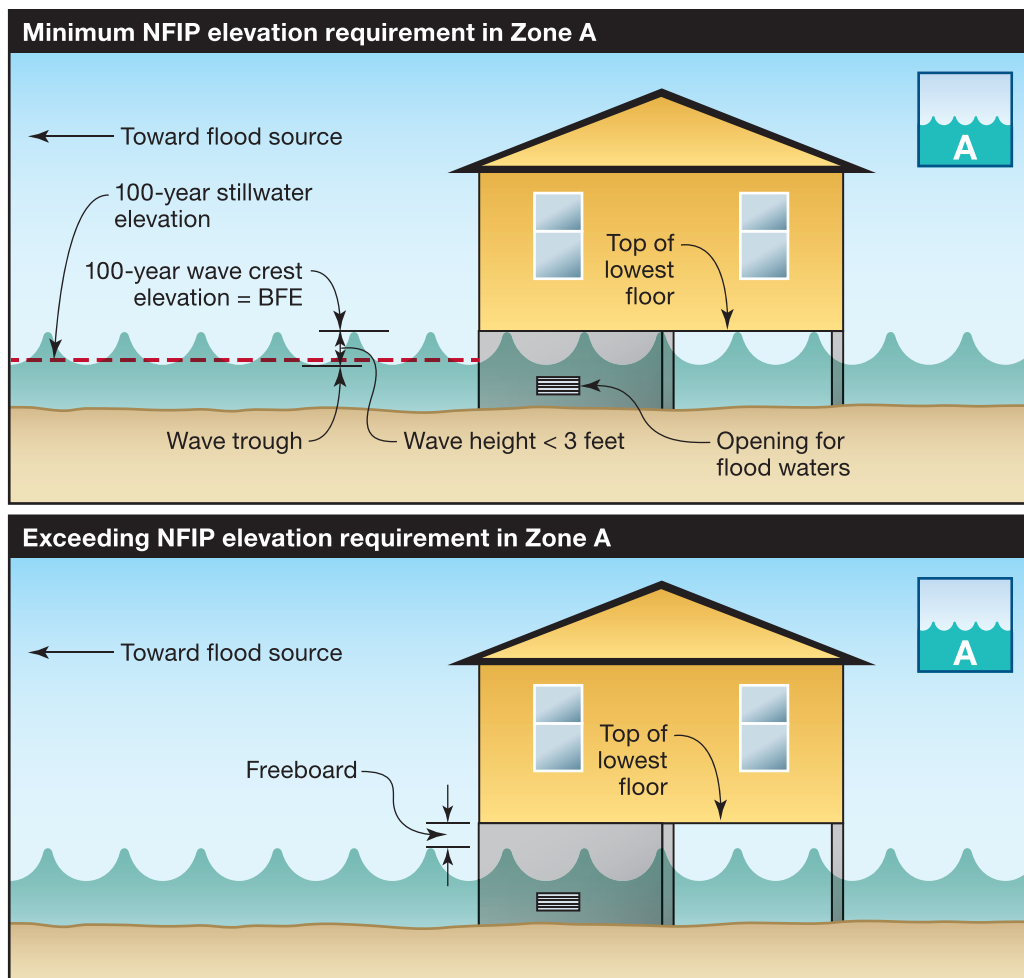 Minimum NFIP elevation requirement in Zone A
A
Toward flood source
100-year stillwater
elevation
100-year wave crest
elevation = BFE
Top of
lowest
floor
Wave trough
Wave height < 3 feet
Opening for
flood waters
Exceeding NFIP elevation requirement in Zone A
A
Toward flood source
Top of
lowest
floor
Freeboard